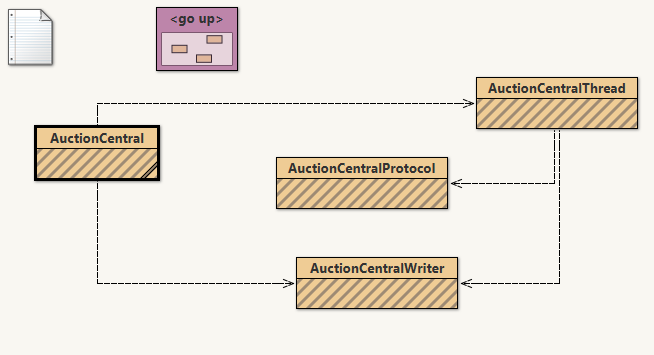 <go up>
AuctionCentralThread
AuctionCentral
AuctionCentralProtocol
AuctionCentralWriter